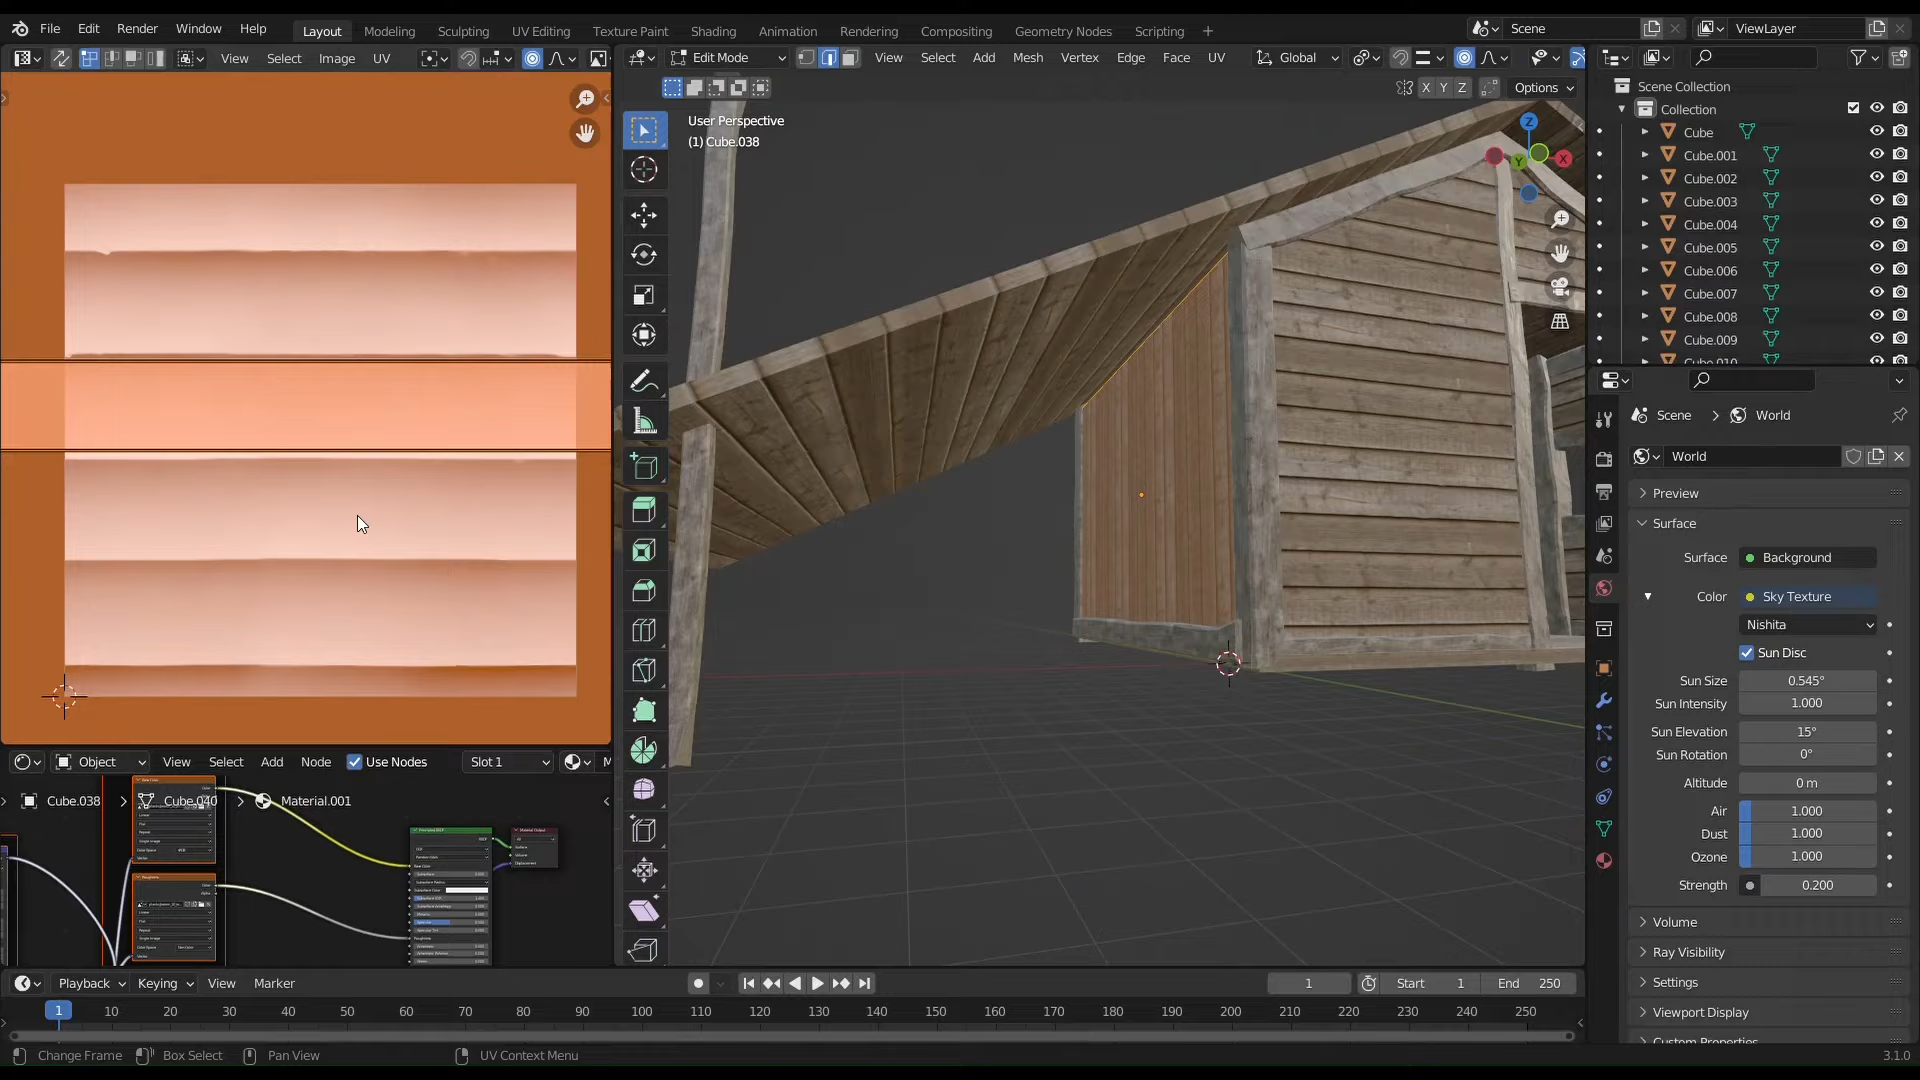 File Edit Render Window Help Layout Modeling Sculpting UV Editing Texture Paint Shading Animation Rendering Compositing Geometry Nodes Scripting + Scene ViewLayer
View Select Image UV
Edit Mode View Select Add Mesh Vertex Edge Face UV Global
X Y Z Options
User Perspective
(1) Cube.038
Z
X
Y
Scene Collection
Collection
Cube
Cube.001
Cube.002
Cube.003
Cube.004
Cube.005
Cube.006
Cube.007
Cube.008
Cube.009
Cube.010
Scene > World
World
Preview
Surface
Surface Background
Color Sky Texture
Nishita
Sun Disc
Sun Size 0.545°
Sun Intensity 1.000
Sun Elevation 15°
Sun Rotation 0°
Altitude 0 m
Air 1.000
Dust 1.000
Ozone 1.000
Strength 0.200
Volume
Ray Visibility
Settings
Viewport Display
Custom Properties
Object View Select Add Node Use Nodes Slot 1 M
Cube.038 > Cube.040 > Material.001
Playback Keying View Marker 1 Start 1 End 250
1 10 20 30 40 50 60 70 80 90 100 110 120 130 140 150 160 170 180 190 200 210 220 230 240 250
Change Frame Box Select Pan View UV Context Menu 3.1.0